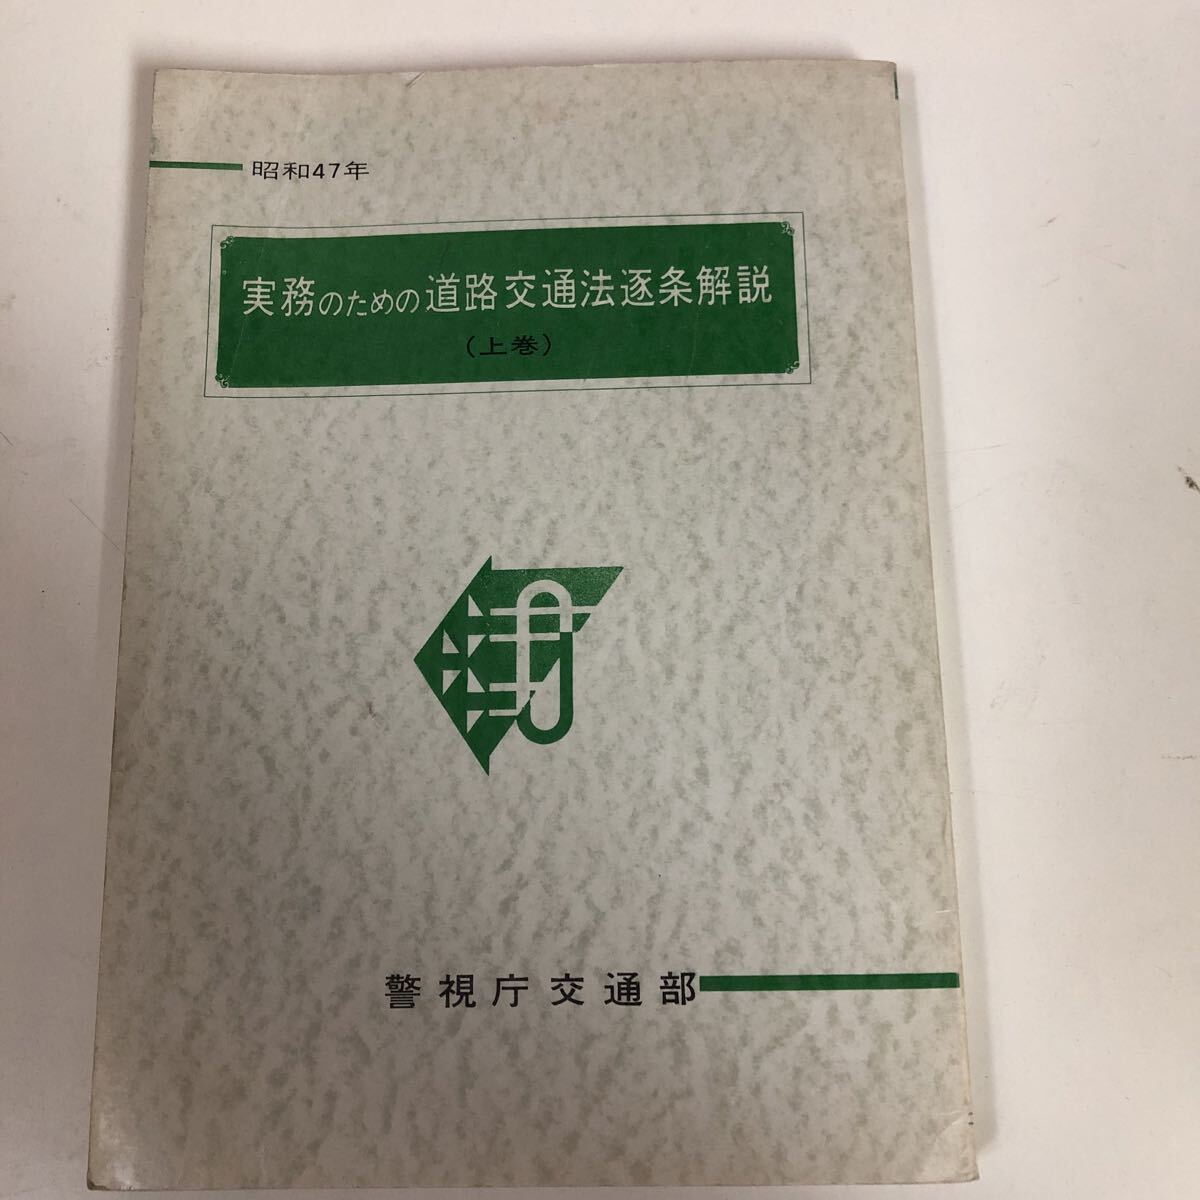 昭和47年
実務のための道路交通法逐条解説
(上巻)
警視庁交通部